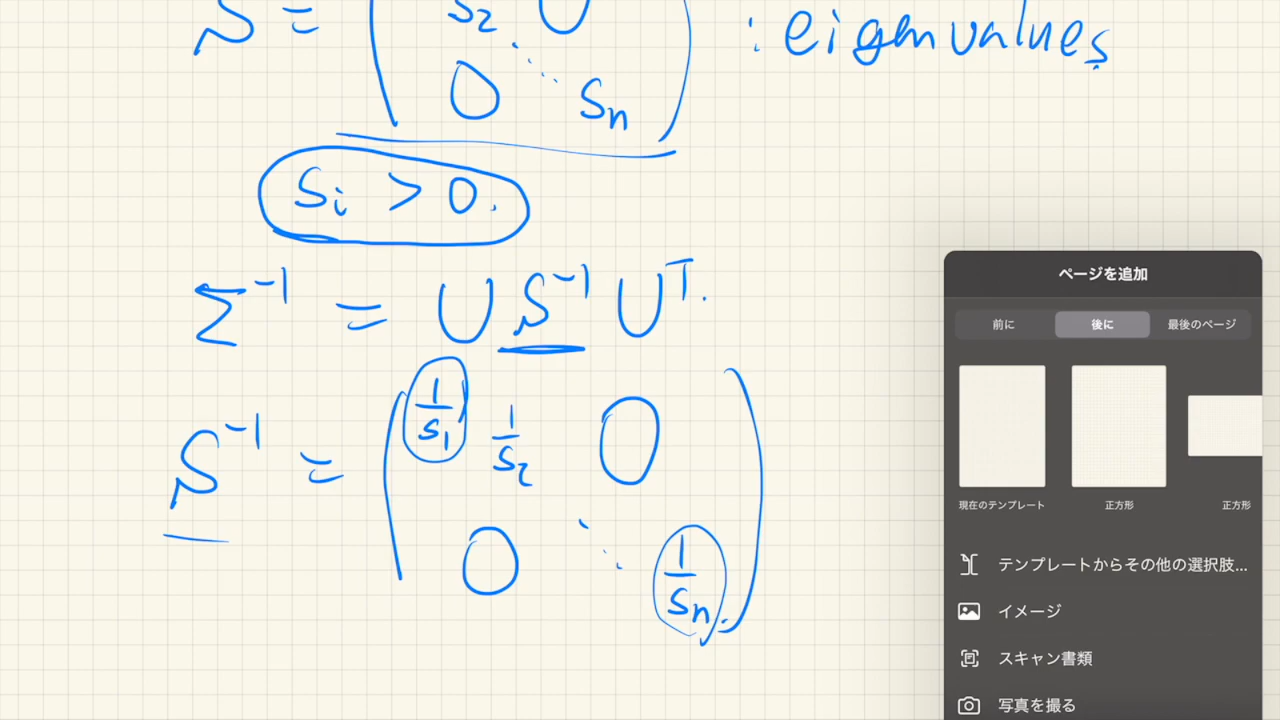 S = ( s₂ 0 : eigenvalues
0 ⋱ sₙ )
sᵢ > 0.
Σ⁻¹ = U S⁻¹ Uᵀ.
S⁻¹ = ( 1/s₁ 1/s₂ 0
0 ⋱ 1/sₙ )
ページを追加
前に 後に 最後のページ
現在のテンプレート 正方形 正方形
テンプレートからその他の選択肢...
イメージ
スキャン書類
写真を撮る